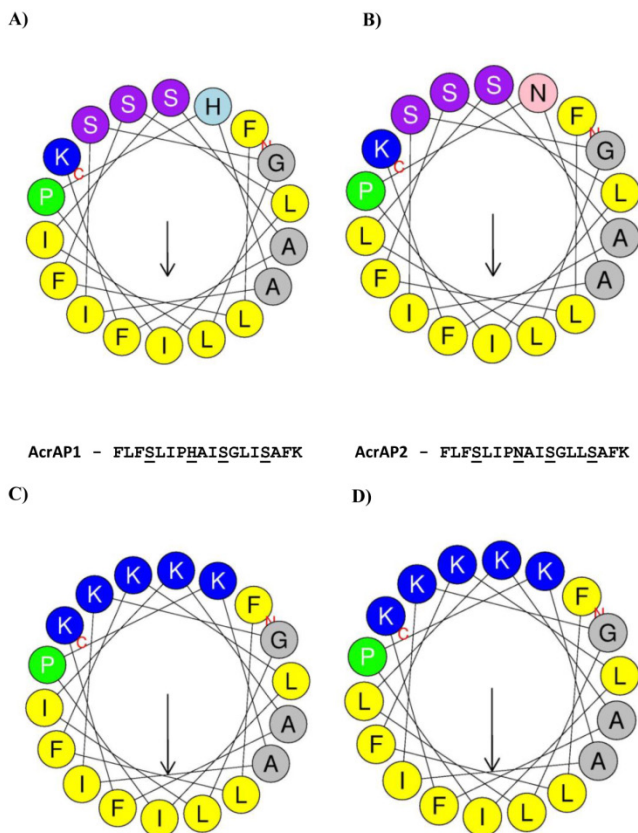 A)
S S S H F N
K C G
P L
I A
F A
I F I L L
B)
S S S N F N
K C G
P L
L A
F A
I F I L L
AcrAP1 - FLFSLIPHAISGLISAFK
AcrAP2 - FLFSLIPNAISGLLSAFK
C)
K K K K F N
K C G
P L
I A
F A
I F I L L
D)
K K K K F N
K C G
P L
L A
F A
I F I L L